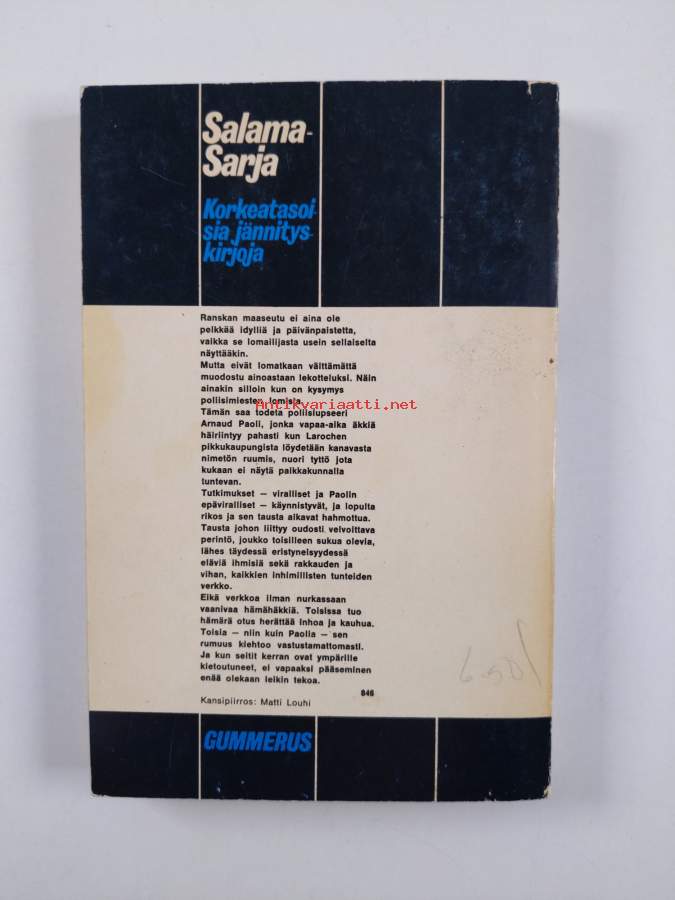 Salama-
Sarja
Korkeatasoi-
sia jännitys-
kirjoja
Ranskan maaseutu ei aina ole
pelkkää idylliä ja päivänpaistetta,
vaikka se lomailijasta usein sellaiselta
näyttääkin.
Mutta eivät lomatkaan välttämättä
muodostu ainoastaan lekotteluksi. Näin
ainakin silloin kun on kysymys
poliisimiesten lomista.
Antikvariaatti.net
Tämän saa todeta poliisiupseeri
Arnaud Paoli, jonka vapaa-aika äkkiä
häiriintyy pahasti kun Larochen
pikkukaupungista löydetään kanavasta
nimetön ruumis, nuori tyttö jota
kukaan ei näytä paikkakunnalla
tuntevan.
Tutkimukset — viralliset ja Paolin
epäviralliset — käynnistyvät, ja lopulta
rikos ja sen tausta alkavat hahmottua.
Tausta johon liittyy oudosti velvoittava
perintö, joukko toisilleen sukua olevia,
lähes täydessä eristyneisyydessä
eläviä ihmisiä sekä rakkauden ja
vihan, kaikkien inhimillisten tunteiden
verkko.
Eikä verkkoa ilman nurkassaan
vaanivaa hämähäkkiä. Toisissa tuo
hämärä otus herättää inhoa ja kauhua.
Toisia — niin kuin Paolia — sen
rumuus kiehtoo vastustamattomasti.
Ja kun seitit kerran ovat ympärille
kietoutuneet, ei vapaaksi pääseminen
enää olekaan leikin tekoa.
846
Kansipiirros: Matti Louhi
6.50/
GUMMERUS